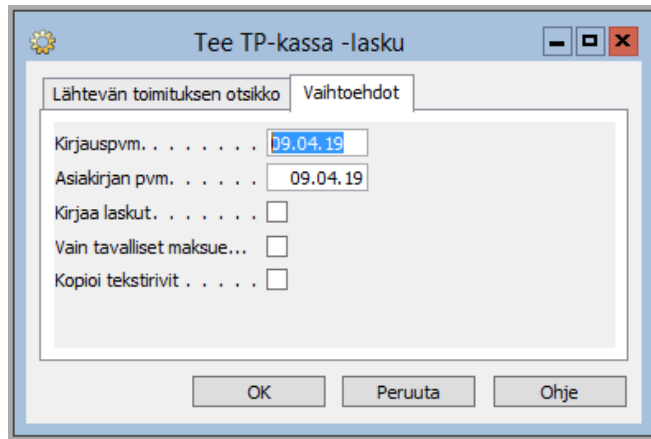 Tee TP-kassa -lasku
Lähtevän toimituksen otsikko Vaihtoehdot
Kirjauspvm. . . . . . . . 09.04.19
Asiakirjan pvm. . . . . . 09.04.19
Kirjaa laskut. . . . . . .
Vain tavalliset maksue...
Kopioi tekstirivit . . . . .
OK Peruuta Ohje